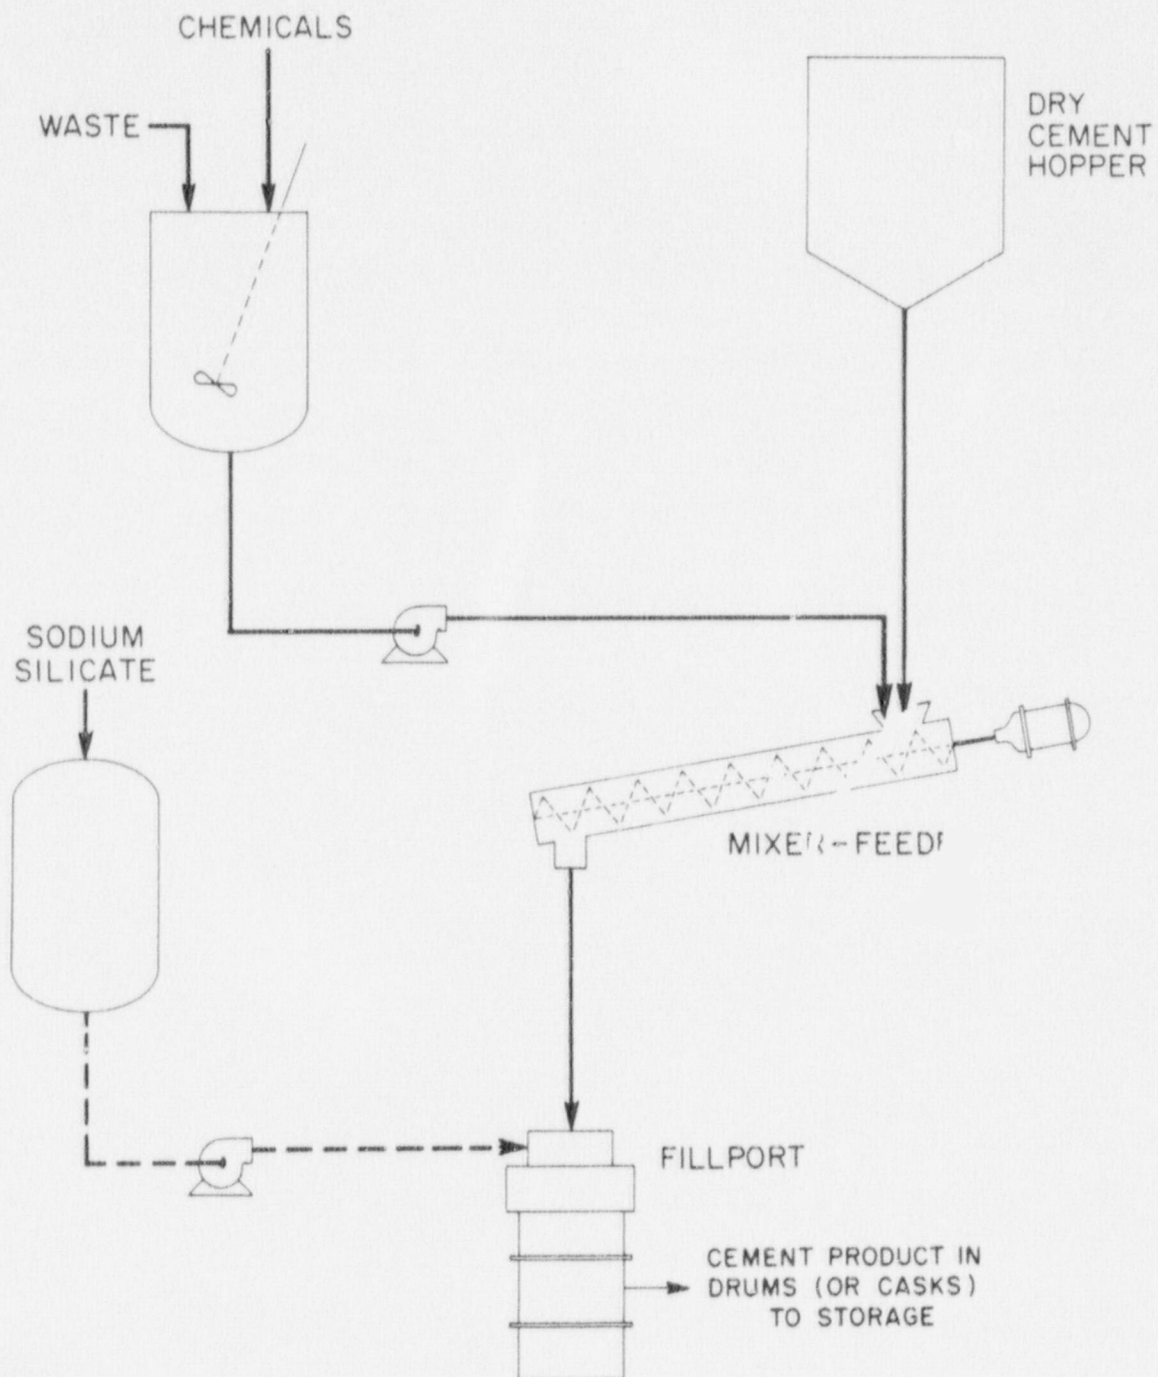 CHEMICALS
WASTE
DRY
CEMENT
HOPPER
SODIUM
SILICATE
FILLPORT
CEMENT PRODUCT IN
DRUMS (OR CASKS)
TO STORAGE